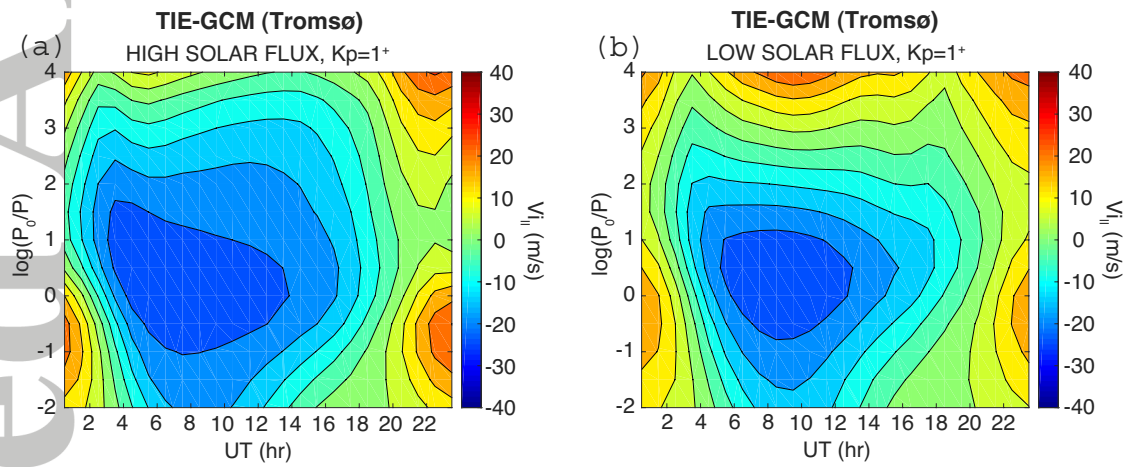 TIE-GCM (Tromsø)
(a)
HIGH SOLAR FLUX, Kp=1⁺
4
3
2
1
0
-1
-2
log(P₀/P)
2 4 6 8 10 12 14 16 18 20 22
UT (hr)
40
30
20
10
0
-10
-20
-30
-40
Vi|| (m/s)
TIE-GCM (Tromsø)
(b)
LOW SOLAR FLUX, Kp=1⁺
4
3
2
1
0
-1
-2
log(P₀/P)
2 4 6 8 10 12 14 16 18 20 22
UT (hr)
40
30
20
10
0
-10
-20
-30
-40
Vi|| (m/s)